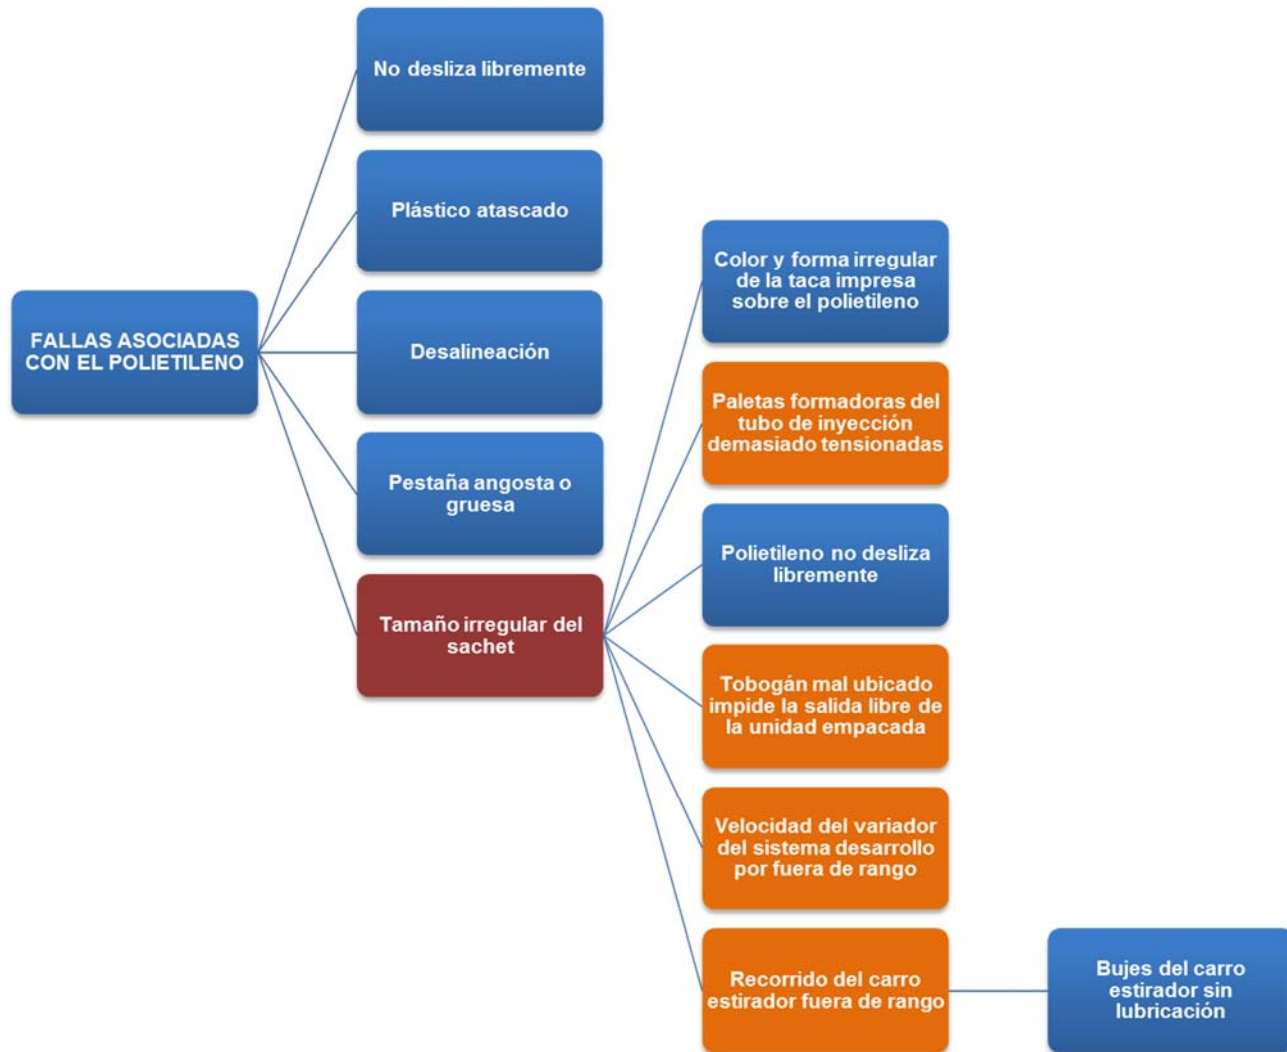 No desliza libremente
Plástico atascado
FALLAS ASOCIADAS
CON EL POLIETILENO
Desalineación
Pestaña angosta o
gruesa
Tamaño irregular del
sachet
Color y forma irregular
de la taca impresa
sobre el polietileno
Paletas formadoras del
tubo de inyección
demasiado tensionadas
Polietileno no desliza
libremente
Tobogán mal ubicado
impide la salida libre de
la unidad empacada
Velocidad del variador
del sistema desarrollo
por fuera de rango
Recorrido del carro
estirador fuera de rango
Bujes del carro
estirador sin
lubricación